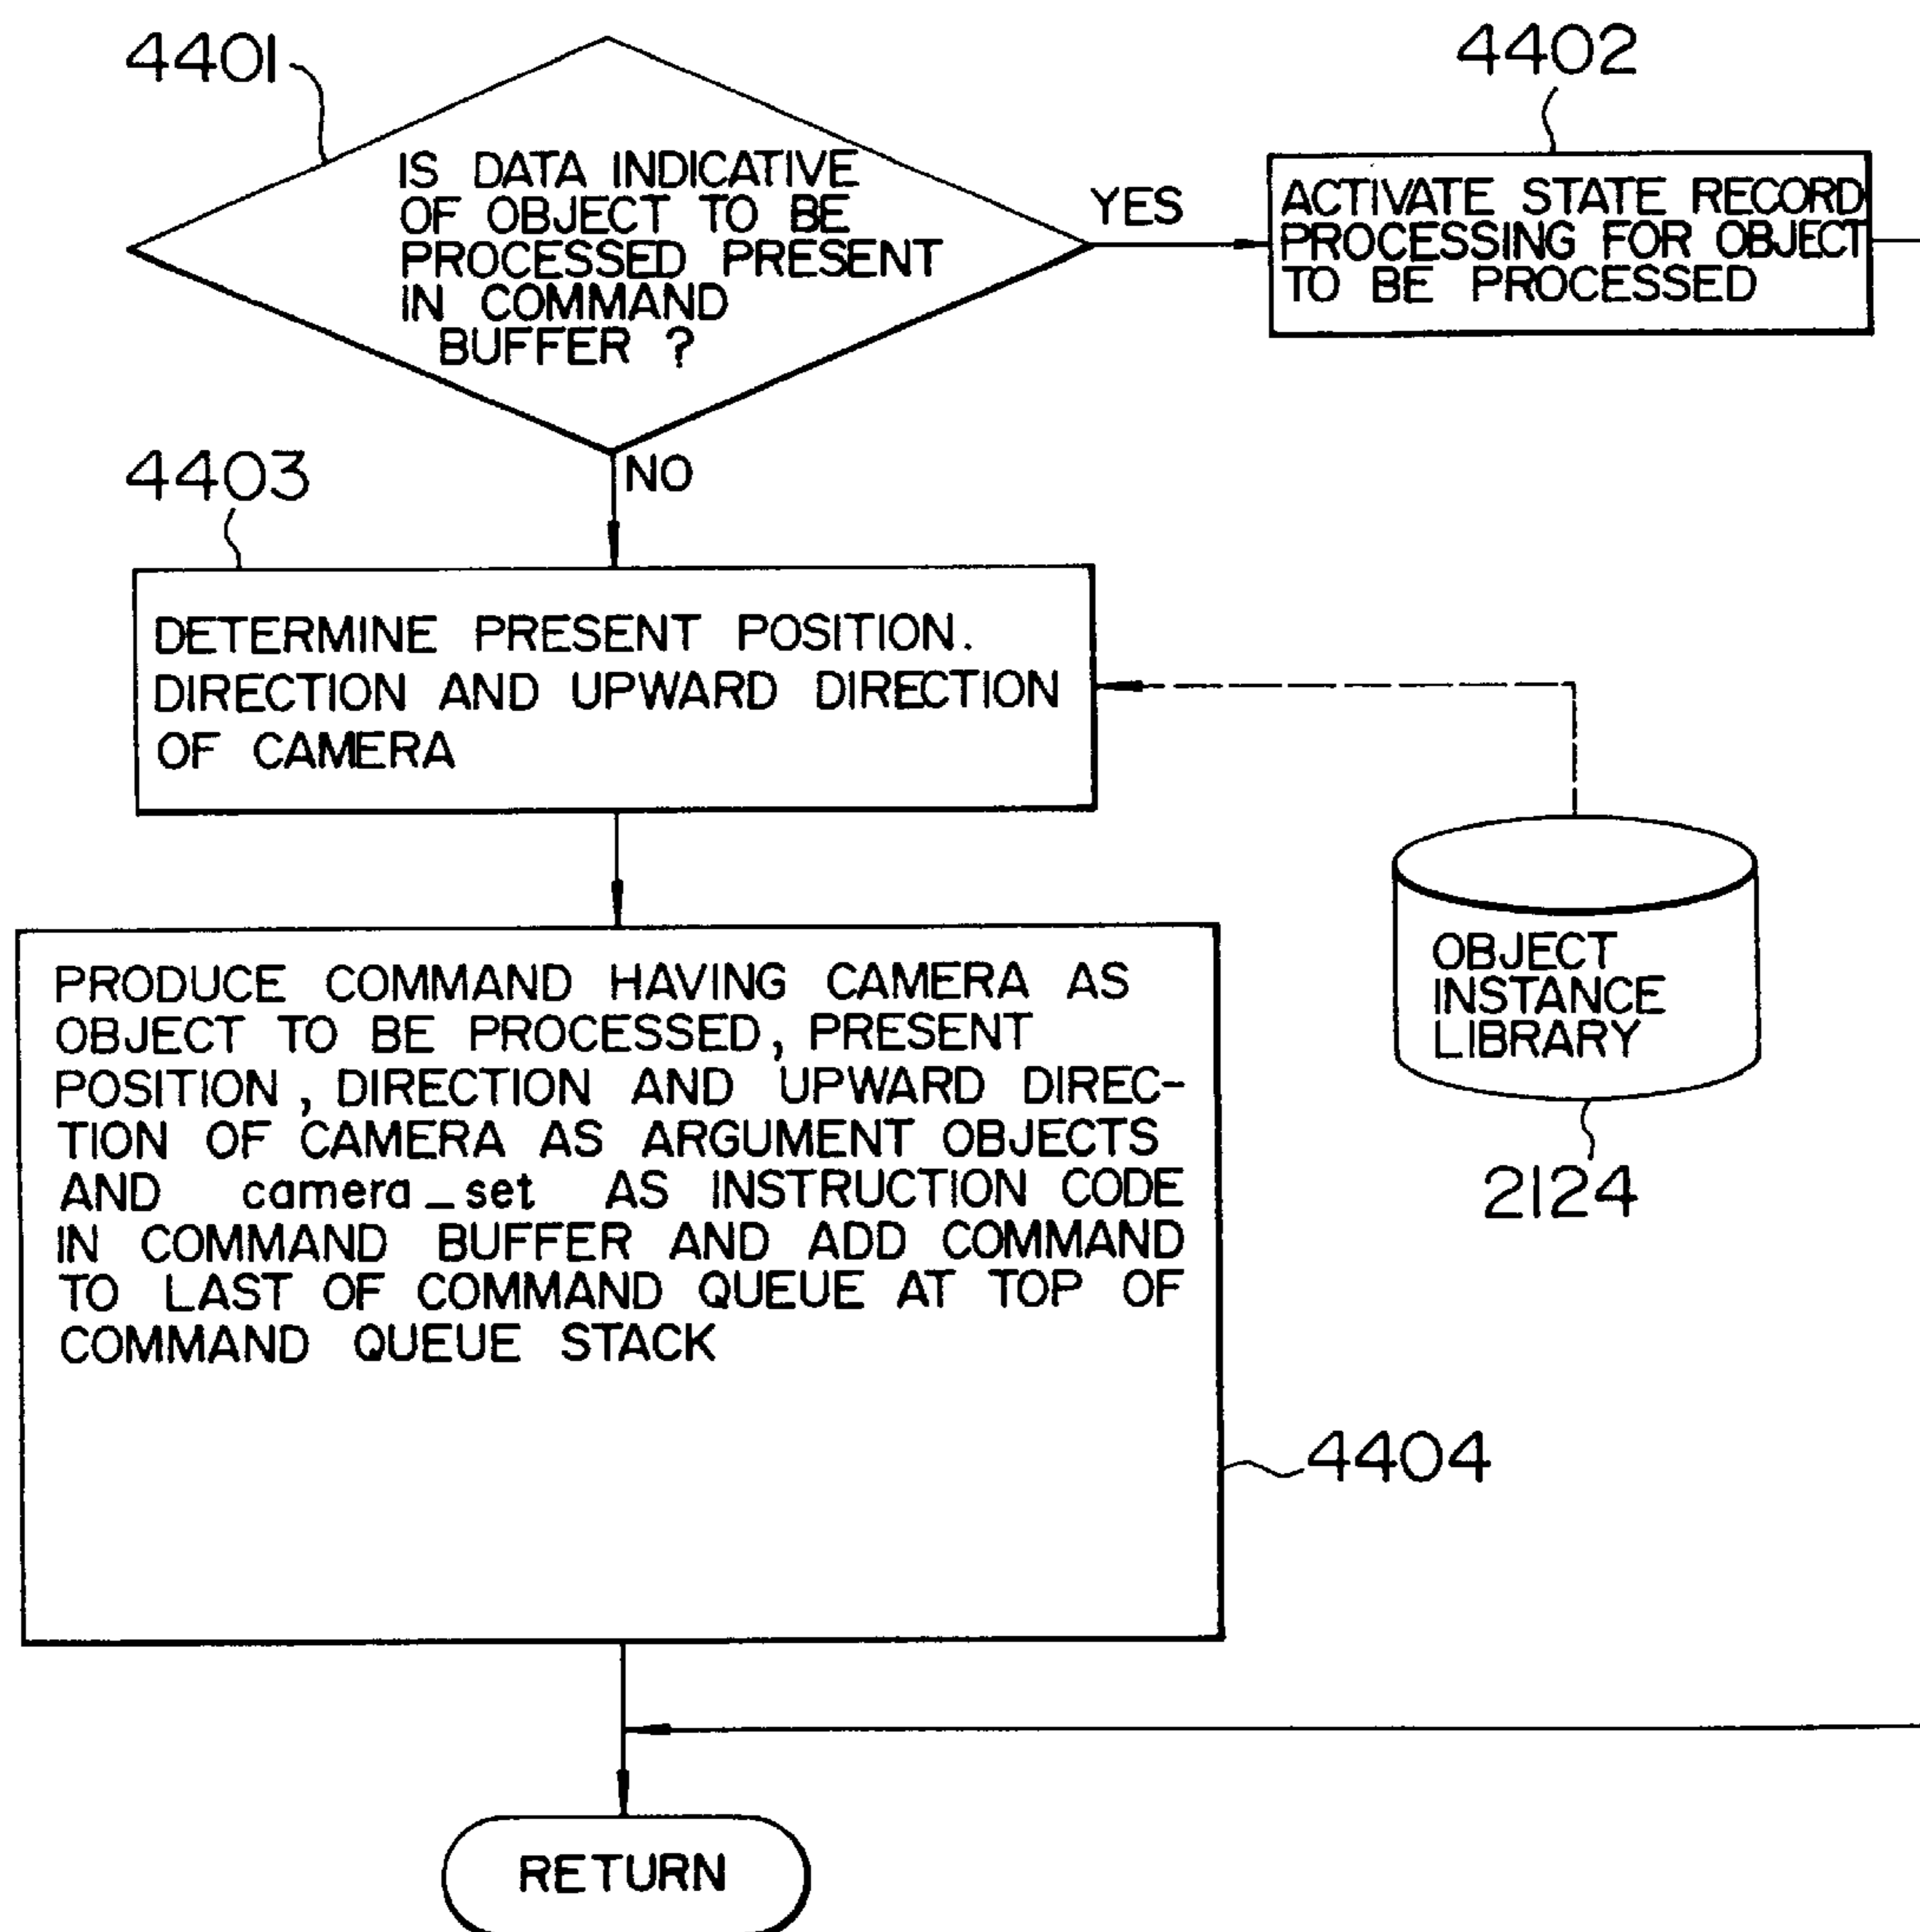 4401
IS DATA INDICATIVE
OF OBJECT TO BE
PROCESSED PRESENT
IN COMMAND
BUFFER ?
YES
4402
ACTIVATE STATE RECORD
PROCESSING FOR OBJECT
TO BE PROCESSED
NO
4403
DETERMINE PRESENT POSITION.
DIRECTION AND UPWARD DIRECTION
OF CAMERA
OBJECT
INSTANCE
LIBRARY
2124
PRODUCE COMMAND HAVING CAMERA AS
OBJECT TO BE PROCESSED, PRESENT
POSITION, DIRECTION AND UPWARD DIREC-
TION OF CAMERA AS ARGUMENT OBJECTS
AND camera_set AS INSTRUCTION CODE
IN COMMAND BUFFER AND ADD COMMAND
TO LAST OF COMMAND QUEUE AT TOP OF
COMMAND QUEUE STACK
4404
RETURN